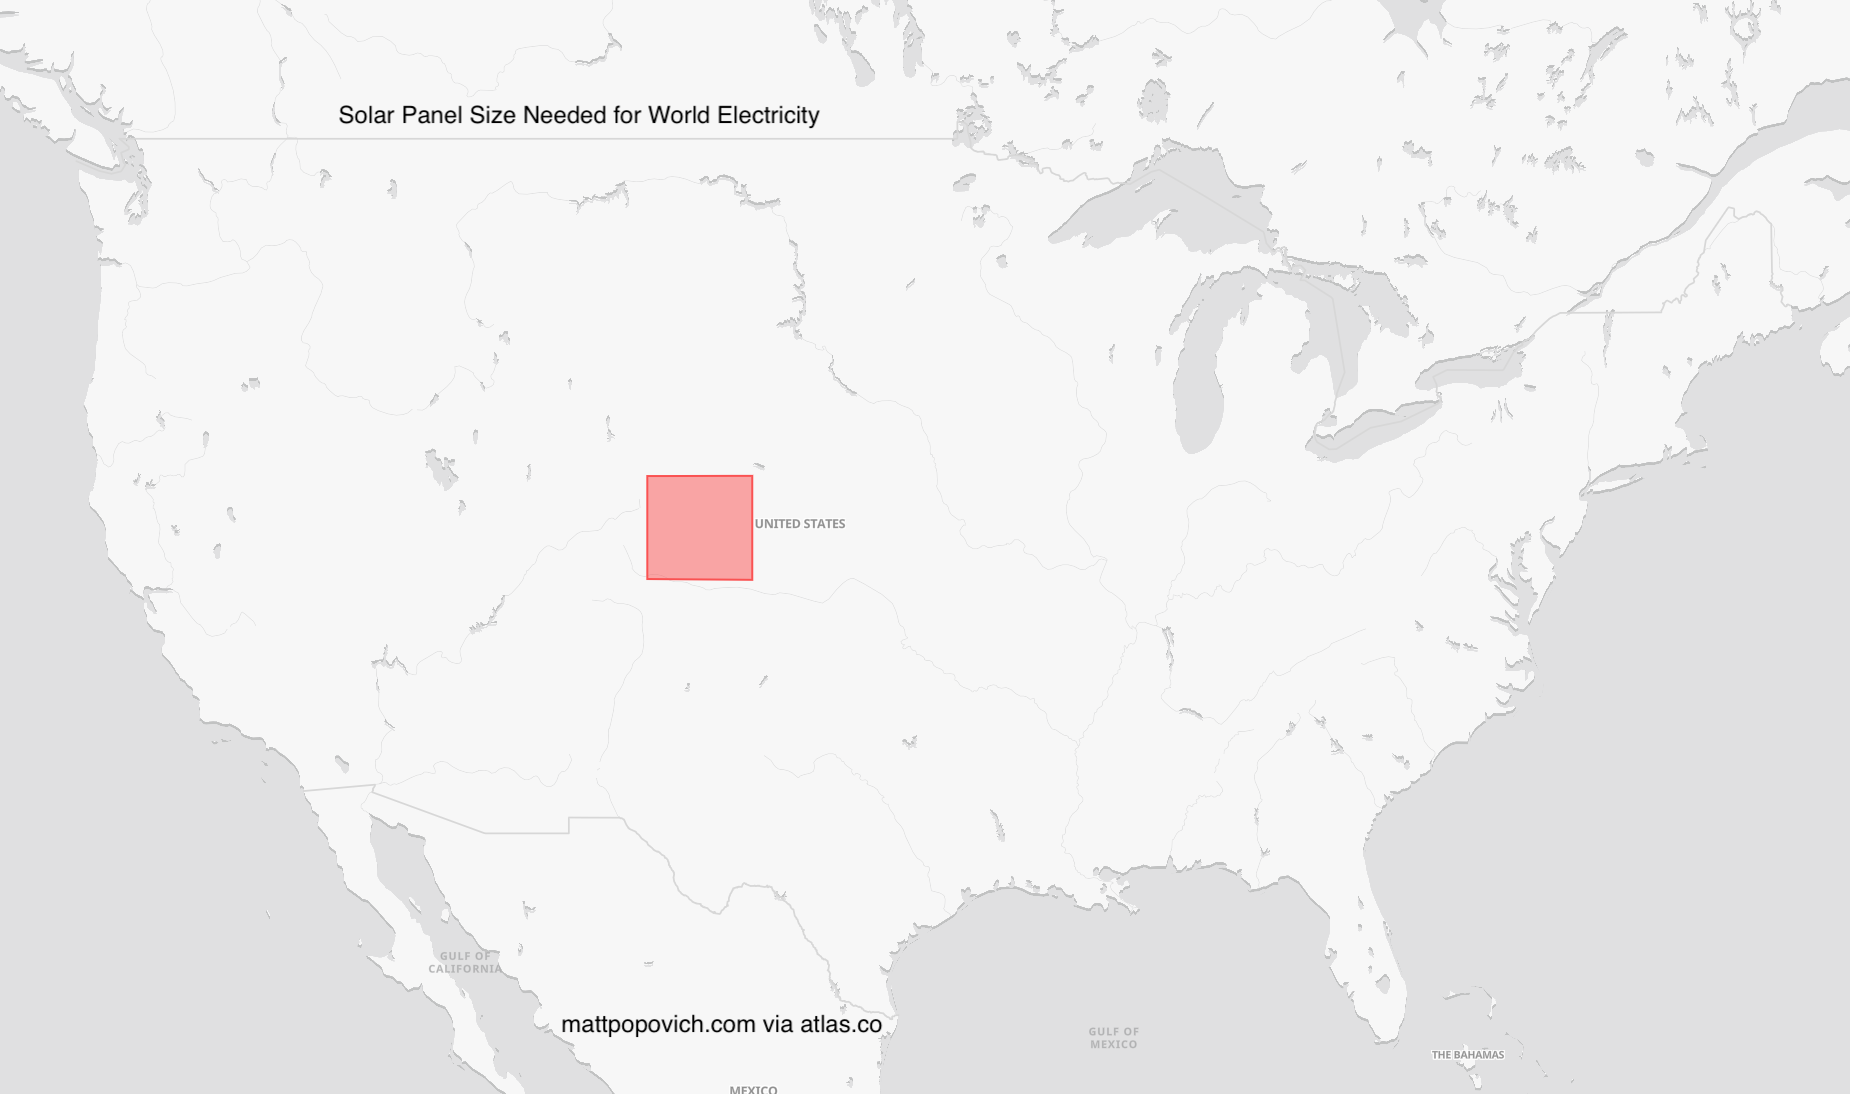 Solar Panel Size Needed for World Electricity
UNITED STATES
GULF OF
CALIFORNIA
mattpopovich.com via atlas.co
GULF OF
MEXICO
THE BAHAMAS
MEXICO